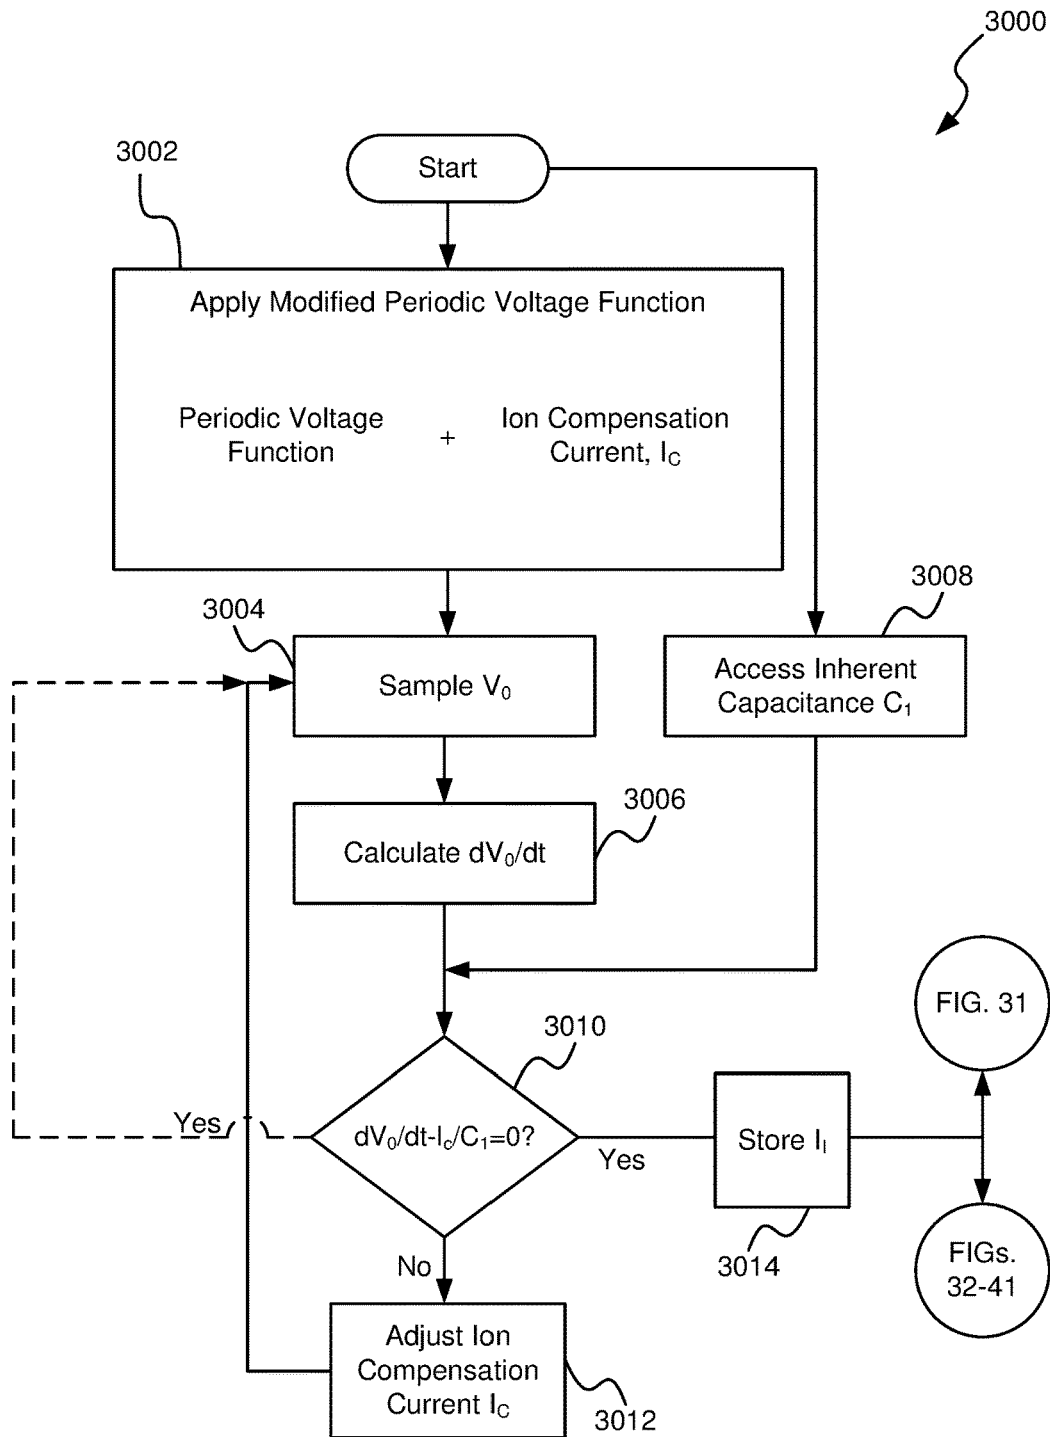 3000
3002
Start
Apply Modified Periodic Voltage Function
Periodic Voltage
Function
+
Ion Compensation
Current, I_C
3004
3008
Sample V_0
Access Inherent
Capacitance C_1
3006
Calculate dV_0/dt
3010
FIG. 31
Yes
dV_0/dt-I_c/C_1=0?
Yes
Store I_I
3014
FIGs.
32-41
No
Adjust Ion
Compensation
Current I_C
3012